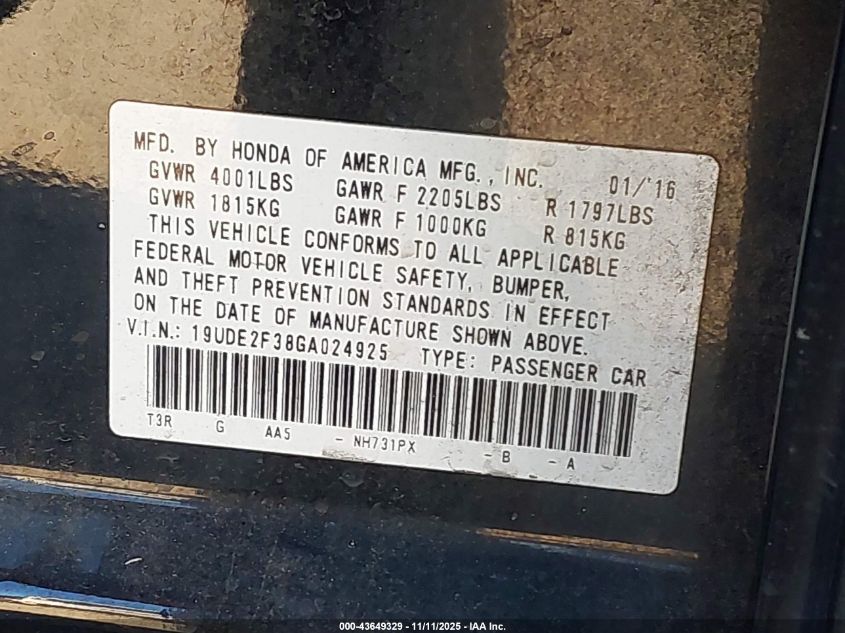 MFD. BY HONDA OF AMERICA MFG., INC. 01/'16
GVWR 4001LBS GAWR F 2205LBS R 1797LBS
GVWR 1815KG GAWR F 1000KG R 815KG
THIS VEHICLE CONFORMS TO ALL APPLICABLE
FEDERAL MOTOR VEHICLE SAFETY, BUMPER,
AND THEFT PREVENTION STANDARDS IN EFFECT
ON THE DATE OF MANUFACTURE SHOWN ABOVE.
V.I.N.: 19UDE2F38GA024925 TYPE: PASSENGER CAR
T3R G AA5 - NH731PX - B - A
000-43649329 - 11/11/2025 - IAA Inc.